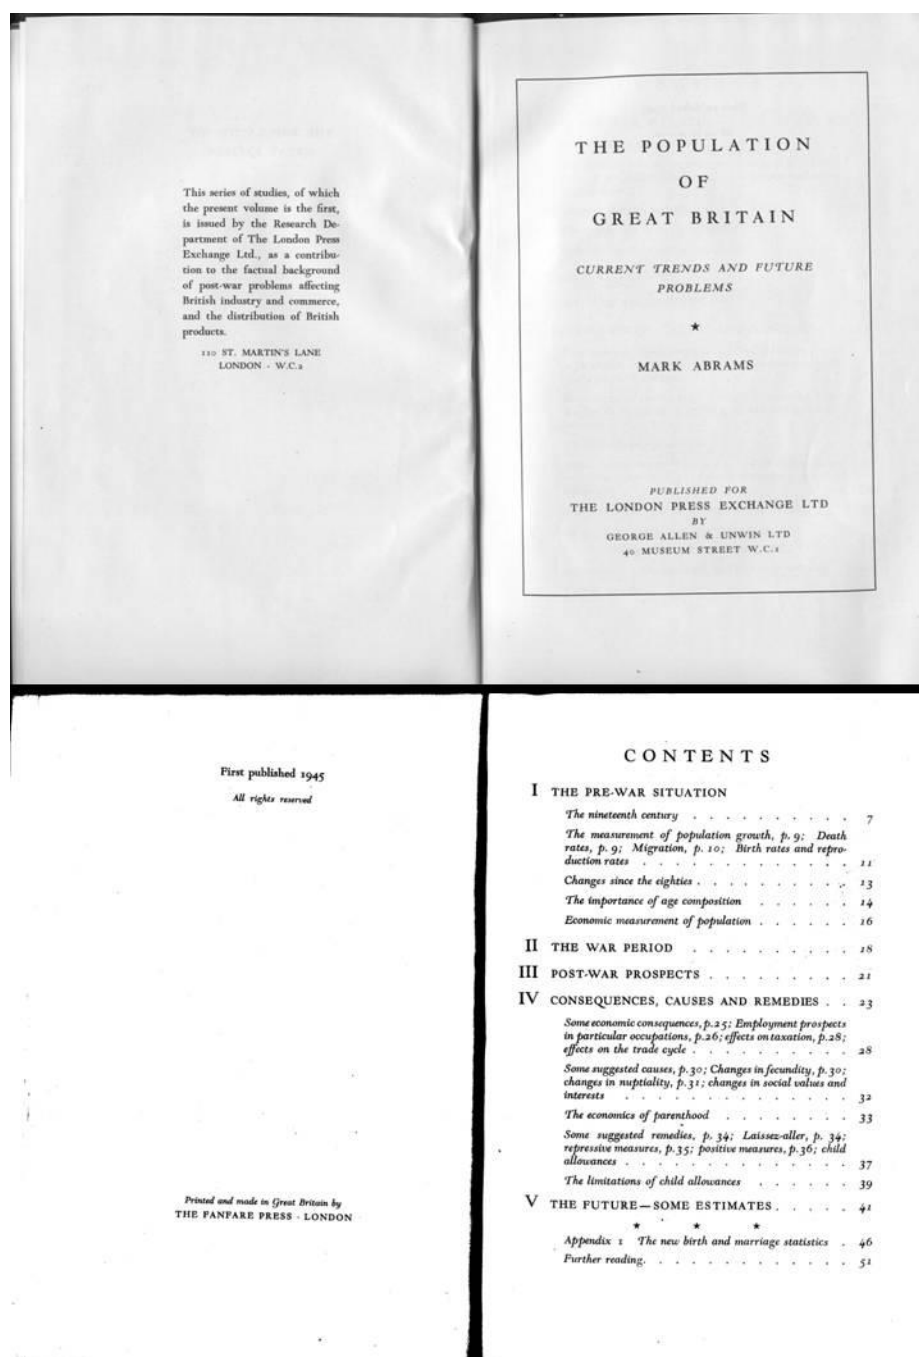 This series of studies, of which
the present volume is the first,
is issued by the Research De-
partment of The London Press
Exchange Ltd., as a contribu-
tion to the factual background
of post-war problems affecting
British industry and commerce,
and the distribution of British
products.
110 ST. MARTIN'S LANE
LONDON - W.C.2
THE POPULATION
OF
GREAT BRITAIN
CURRENT TRENDS AND FUTURE
PROBLEMS
★
MARK ABRAMS
PUBLISHED FOR
THE LONDON PRESS EXCHANGE LTD
BY
GEORGE ALLEN & UNWIN LTD
40 MUSEUM STREET W.C.1
First published 1945
All rights reserved
Printed and made in Great Britain by
THE FANFARE PRESS · LONDON
CONTENTS
I THE PRE-WAR SITUATION
The nineteenth century . . . . . . . . . . 7
The measurement of population growth, p. 9; Death
rates, p. 9; Migration, p. 10; Birth rates and repro-
duction rates . . . . . . . . . . . . 11
Changes since the eighties . . . . . . . . . . 13
The importance of age composition . . . . . . 14
Economic measurement of population . . . . . . 16
II THE WAR PERIOD . . . . . . . . . . 18
III POST-WAR PROSPECTS . . . . . . . . . 21
IV CONSEQUENCES, CAUSES AND REMEDIES . . 23
Some economic consequences, p.25; Employment prospects
in particular occupations, p.26; effects on taxation, p.28;
effects on the trade cycle . . . . . . . . . . 28
Some suggested causes, p.30; Changes in fecundity, p.30;
changes in nuptiality, p.31; changes in social values and
interests . . . . . . . . . . . . . . 32
The economics of parenthood . . . . . . . . 33
Some suggested remedies, p. 34; Laissez-aller, p. 34;
repressive measures, p.35; positive measures, p.36; child
allowances . . . . . . . . . . . . . . 37
The limitations of child allowances . . . . . . 39
V THE FUTURE—SOME ESTIMATES . . . . . 41
★ ★ ★
Appendix 1 The new birth and marriage statistics . 46
Further reading. . . . . . . . . . . . . 51